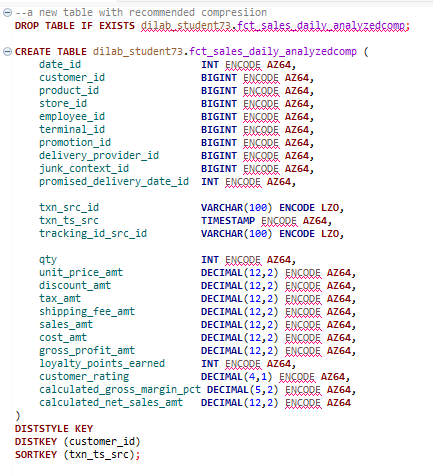 --a new table with recommended compresiion
DROP TABLE IF EXISTS dilab_student73.fct_sales_daily_analyzedcomp;
CREATE TABLE dilab_student73.fct_sales_daily_analyzedcomp (
date_id INT ENCODE AZ64,
customer_id BIGINT ENCODE AZ64,
product_id BIGINT ENCODE AZ64,
store_id BIGINT ENCODE AZ64,
employee_id BIGINT ENCODE AZ64,
terminal_id BIGINT ENCODE AZ64,
promotion_id BIGINT ENCODE AZ64,
delivery_provider_id BIGINT ENCODE AZ64,
junk_context_id BIGINT ENCODE AZ64,
promised_delivery_date_id INT ENCODE AZ64,
txn_src_id VARCHAR(100) ENCODE LZO,
txn_ts_src TIMESTAMP ENCODE AZ64,
tracking_id_src_id VARCHAR(100) ENCODE LZO,
qty INT ENCODE AZ64,
unit_price_amt DECIMAL(12,2) ENCODE AZ64,
discount_amt DECIMAL(12,2) ENCODE AZ64,
tax_amt DECIMAL(12,2) ENCODE AZ64,
shipping_fee_amt DECIMAL(12,2) ENCODE AZ64,
sales_amt DECIMAL(12,2) ENCODE AZ64,
cost_amt DECIMAL(12,2) ENCODE AZ64,
gross_profit_amt DECIMAL(12,2) ENCODE AZ64,
loyalty_points_earned INT ENCODE AZ64,
customer_rating DECIMAL(4,1) ENCODE AZ64,
calculated_gross_margin_pct DECIMAL(5,2) ENCODE AZ64,
calculated_net_sales_amt DECIMAL(12,2) ENCODE AZ64
)
DISTSTYLE KEY
DISTKEY (customer_id)
SORTKEY (txn_ts_src);